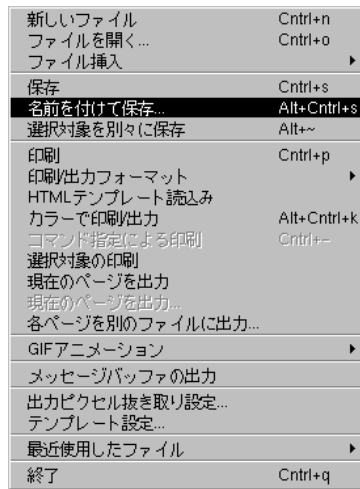 新しいファイル Cntrl+n
ファイルを開く... Cntrl+o
ファイル挿入
保存 Cntrl+s
名前を付けて保存... Alt+Cntrl+s
選択対象を別々に保存 Alt+~
印刷 Cntrl+p
印刷/出力フォーマット
HTMLテンプレート読込み
カラーで印刷/出力 Alt+Cntrl+k
コマンド指定による印刷 Cntrl+~
選択対象の印刷
現在のページを出力
現在のページを出力...
各ページを別のファイルに出力...
GIFアニメーション
メッセージバッファの出力
出力ピクセル抜き取り設定...
テンプレート設定...
最近使用したファイル
終了 Cntrl+q